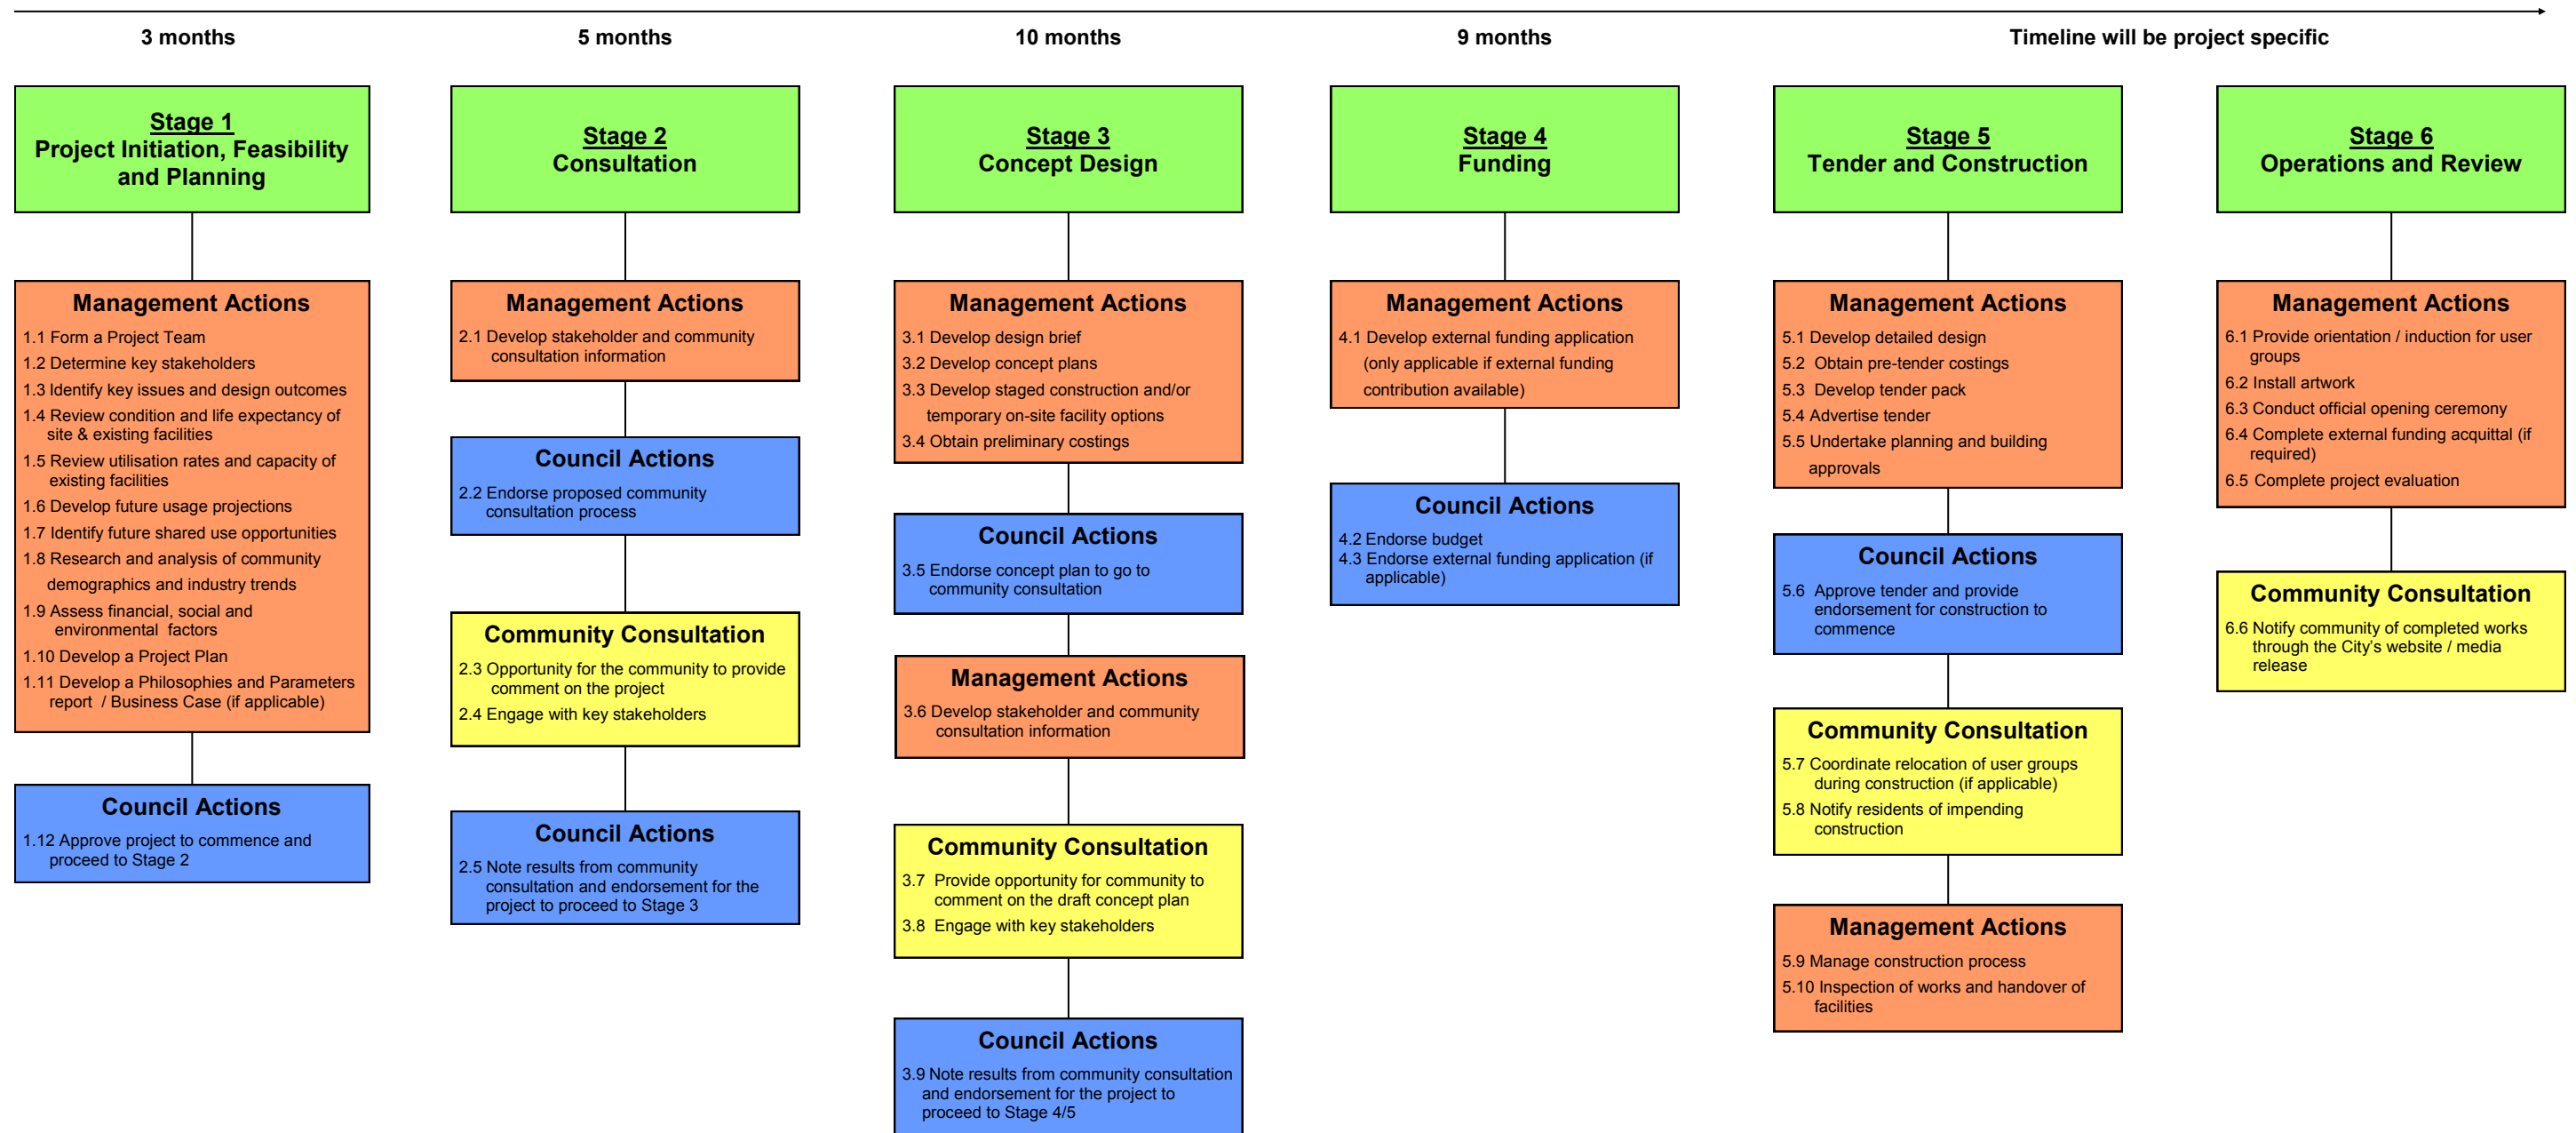 3 months
5 months
10 months
9 months
Timeline will be project specific
Stage 1
Project Initiation, Feasibility
and Planning
Stage 2
Consultation
Stage 3
Concept Design
Stage 4
Funding
Stage 5
Tender and Construction
Stage 6
Operations and Review
Management Actions
1.1 Form a Project Team
1.2 Determine key stakeholders
1.3 Identify key issues and design outcomes
1.4 Review condition and life expectancy of
site & existing facilities
1.5 Review utilisation rates and capacity of
existing facilities
1.6 Develop future usage projections
1.7 Identify future shared use opportunities
1.8 Research and analysis of community
demographics and industry trends
1.9 Assess financial, social and
environmental factors
1.10 Develop a Project Plan
1.11 Develop a Philosophies and Parameters
report / Business Case (if applicable)
Council Actions
1.12 Approve project to commence and
proceed to Stage 2
Management Actions
2.1 Develop stakeholder and community
consultation information
Council Actions
2.2 Endorse proposed community
consultation process
Community Consultation
2.3 Opportunity for the community to provide
comment on the project
2.4 Engage with key stakeholders
Council Actions
2.5 Note results from community
consultation and endorsement for the
project to proceed to Stage 3
Management Actions
3.1 Develop design brief
3.2 Develop concept plans
3.3 Develop staged construction and/or
temporary on-site facility options
3.4 Obtain preliminary costings
Council Actions
3.5 Endorse concept plan to go to
community consultation
Management Actions
3.6 Develop stakeholder and community
consultation information
Community Consultation
3.7 Provide opportunity for community to
comment on the draft concept plan
3.8 Engage with key stakeholders
Council Actions
3.9 Note results from community consultation
and endorsement for the project to
proceed to Stage 4/5
Management Actions
4.1 Develop external funding application
(only applicable if external funding
contribution available)
Council Actions
4.2 Endorse budget
4.3 Endorse external funding application (if
applicable)
Management Actions
5.1 Develop detailed design
5.2 Obtain pre-tender costings
5.3 Develop tender pack
5.4 Advertise tender
5.5 Undertake planning and building
approvals
Council Actions
5.6 Approve tender and provide
endorsement for construction to
commence
Community Consultation
5.7 Coordinate relocation of user groups
during construction (if applicable)
5.8 Notify residents of impending
construction
Management Actions
5.9 Manage construction process
5.10 Inspection of works and handover of
facilities
Management Actions
6.1 Provide orientation / induction for user
groups
6.2 Install artwork
6.3 Conduct official opening ceremony
6.4 Complete external funding acquittal (if
required)
6.5 Complete project evaluation
Community Consultation
6.6 Notify community of completed works
through the City's website / media
release